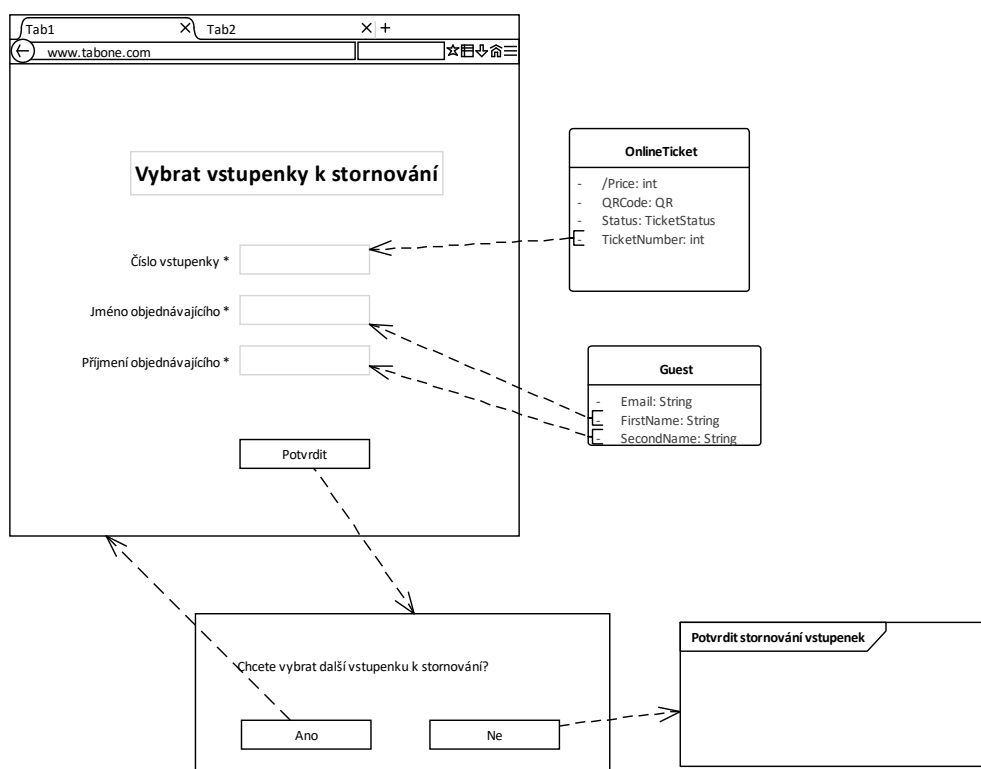 Tab1
Tab2
www.tabone.com
Vybrat vstupenky k stornování
Číslo vstupenky *
Jméno objednávajícího *
Příjmení objednávajícího *
Potvrdit
OnlineTicket
- /Price: int
- QRCode: QR
- Status: TicketStatus
- TicketNumber: int
Guest
- Email: String
- FirstName: String
- SecondName: String
Chcete vybrat další vstupenku k stornování?
Ano
Ne
Potvrdit stornování vstupenek